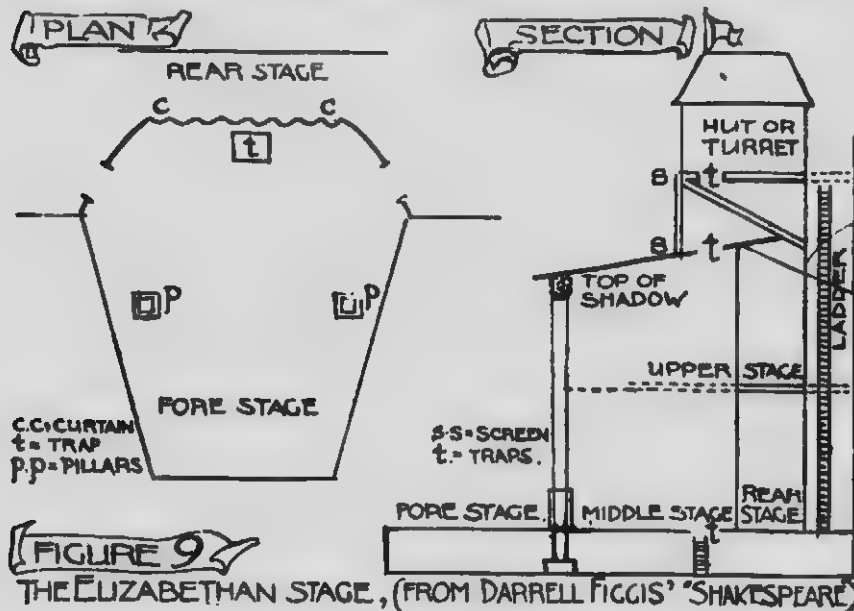 PLAN
REAR STAGE
C C
t
P P
FORE STAGE
C.C=CURTAIN
t=TRAP
P.P=PILLARS
SECTION
HUT OR
TURRET
S t
S t
TOP OF
SHADOW
LADDER
UPPER STAGE
S-S=SCREEN
t.=TRAPS.
FORE STAGE. MIDDLE STAGE REAR
STAGE
t
FIGURE 9
THE ELIZABETHAN STAGE, (FROM DARRELL FIGGIS' "SHAKESPEARE")